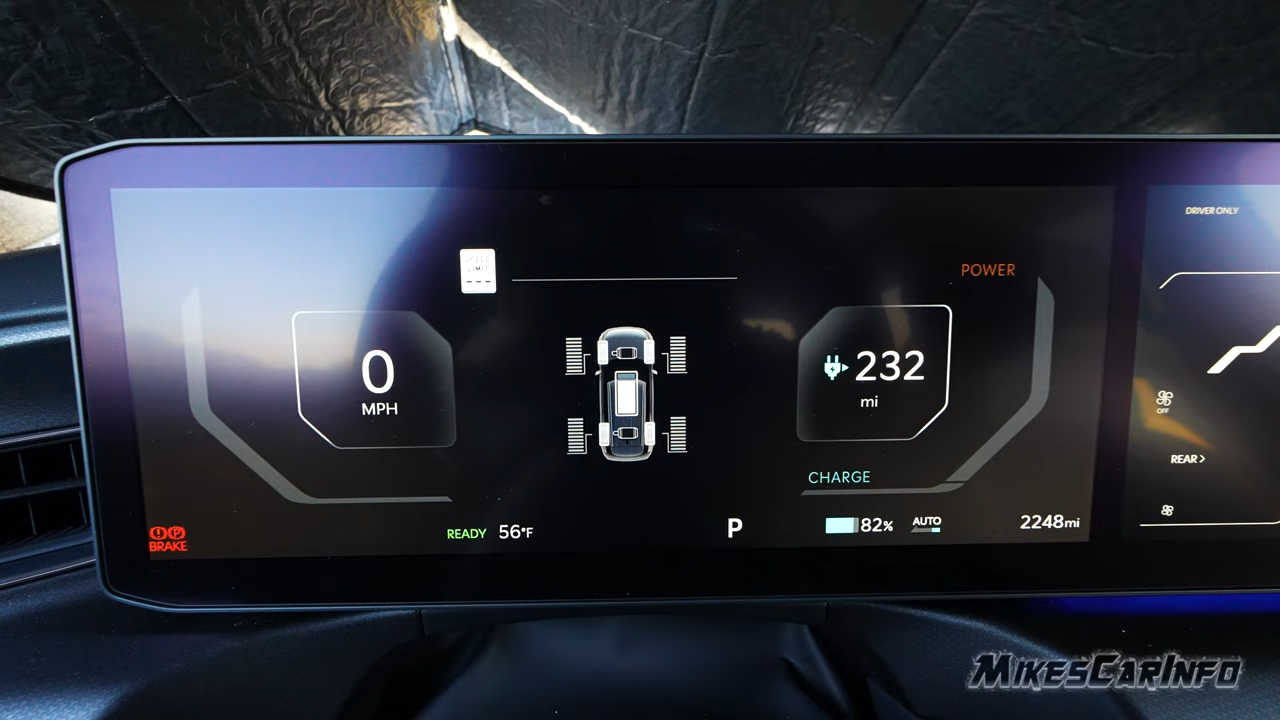 DRIVER ONLY
SPEED
LIMIT
---
POWER
0
MPH
232
mi
OFF
REAR >
CHARGE
BRAKE
READY 56°F
P
82%
AUTO
2248mi
MIKESCARINFO